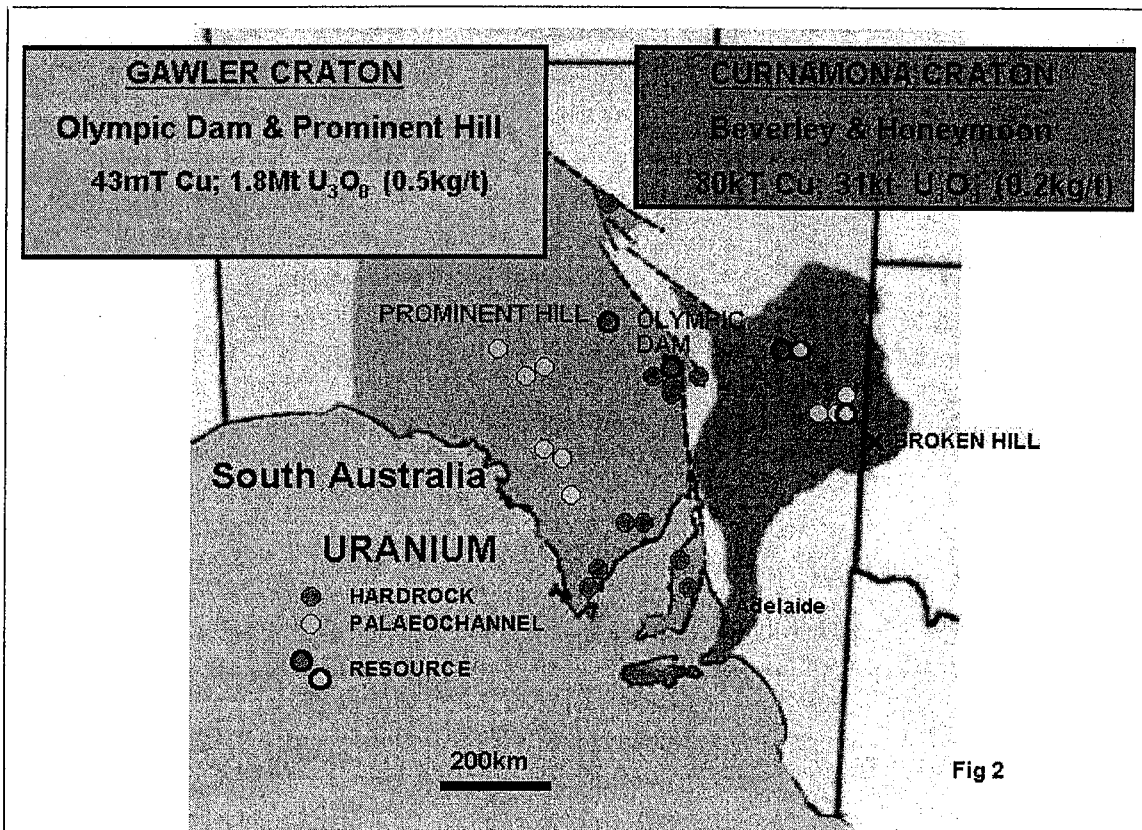 GAWLER CRATON
Olympic Dam & Prominent Hill
43mT Cu; 1.8Mt U₃O₈ (0.5kg/t)
CURNAMONA CRATON
Beverley & Honeymoon
80kT Cu; 31kt U₃O₈ (0.2kg/t)
PROMINENT HILL
OLYMPIC
DAM
BROKEN HILL
South Australia
URANIUM
HARDROCK
PALAEOCHANNEL
RESOURCE
Adelaide
200km
Fig 2